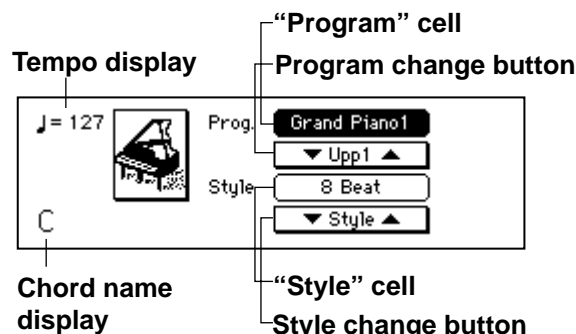 “Program” cell
Tempo display
Program change button
♩= 127
Prog.
Grand Piano1
▼ Upp1 ▲
Style
8 Beat
▼ Style ▲
C
Chord name
display
“Style” cell
Style change button